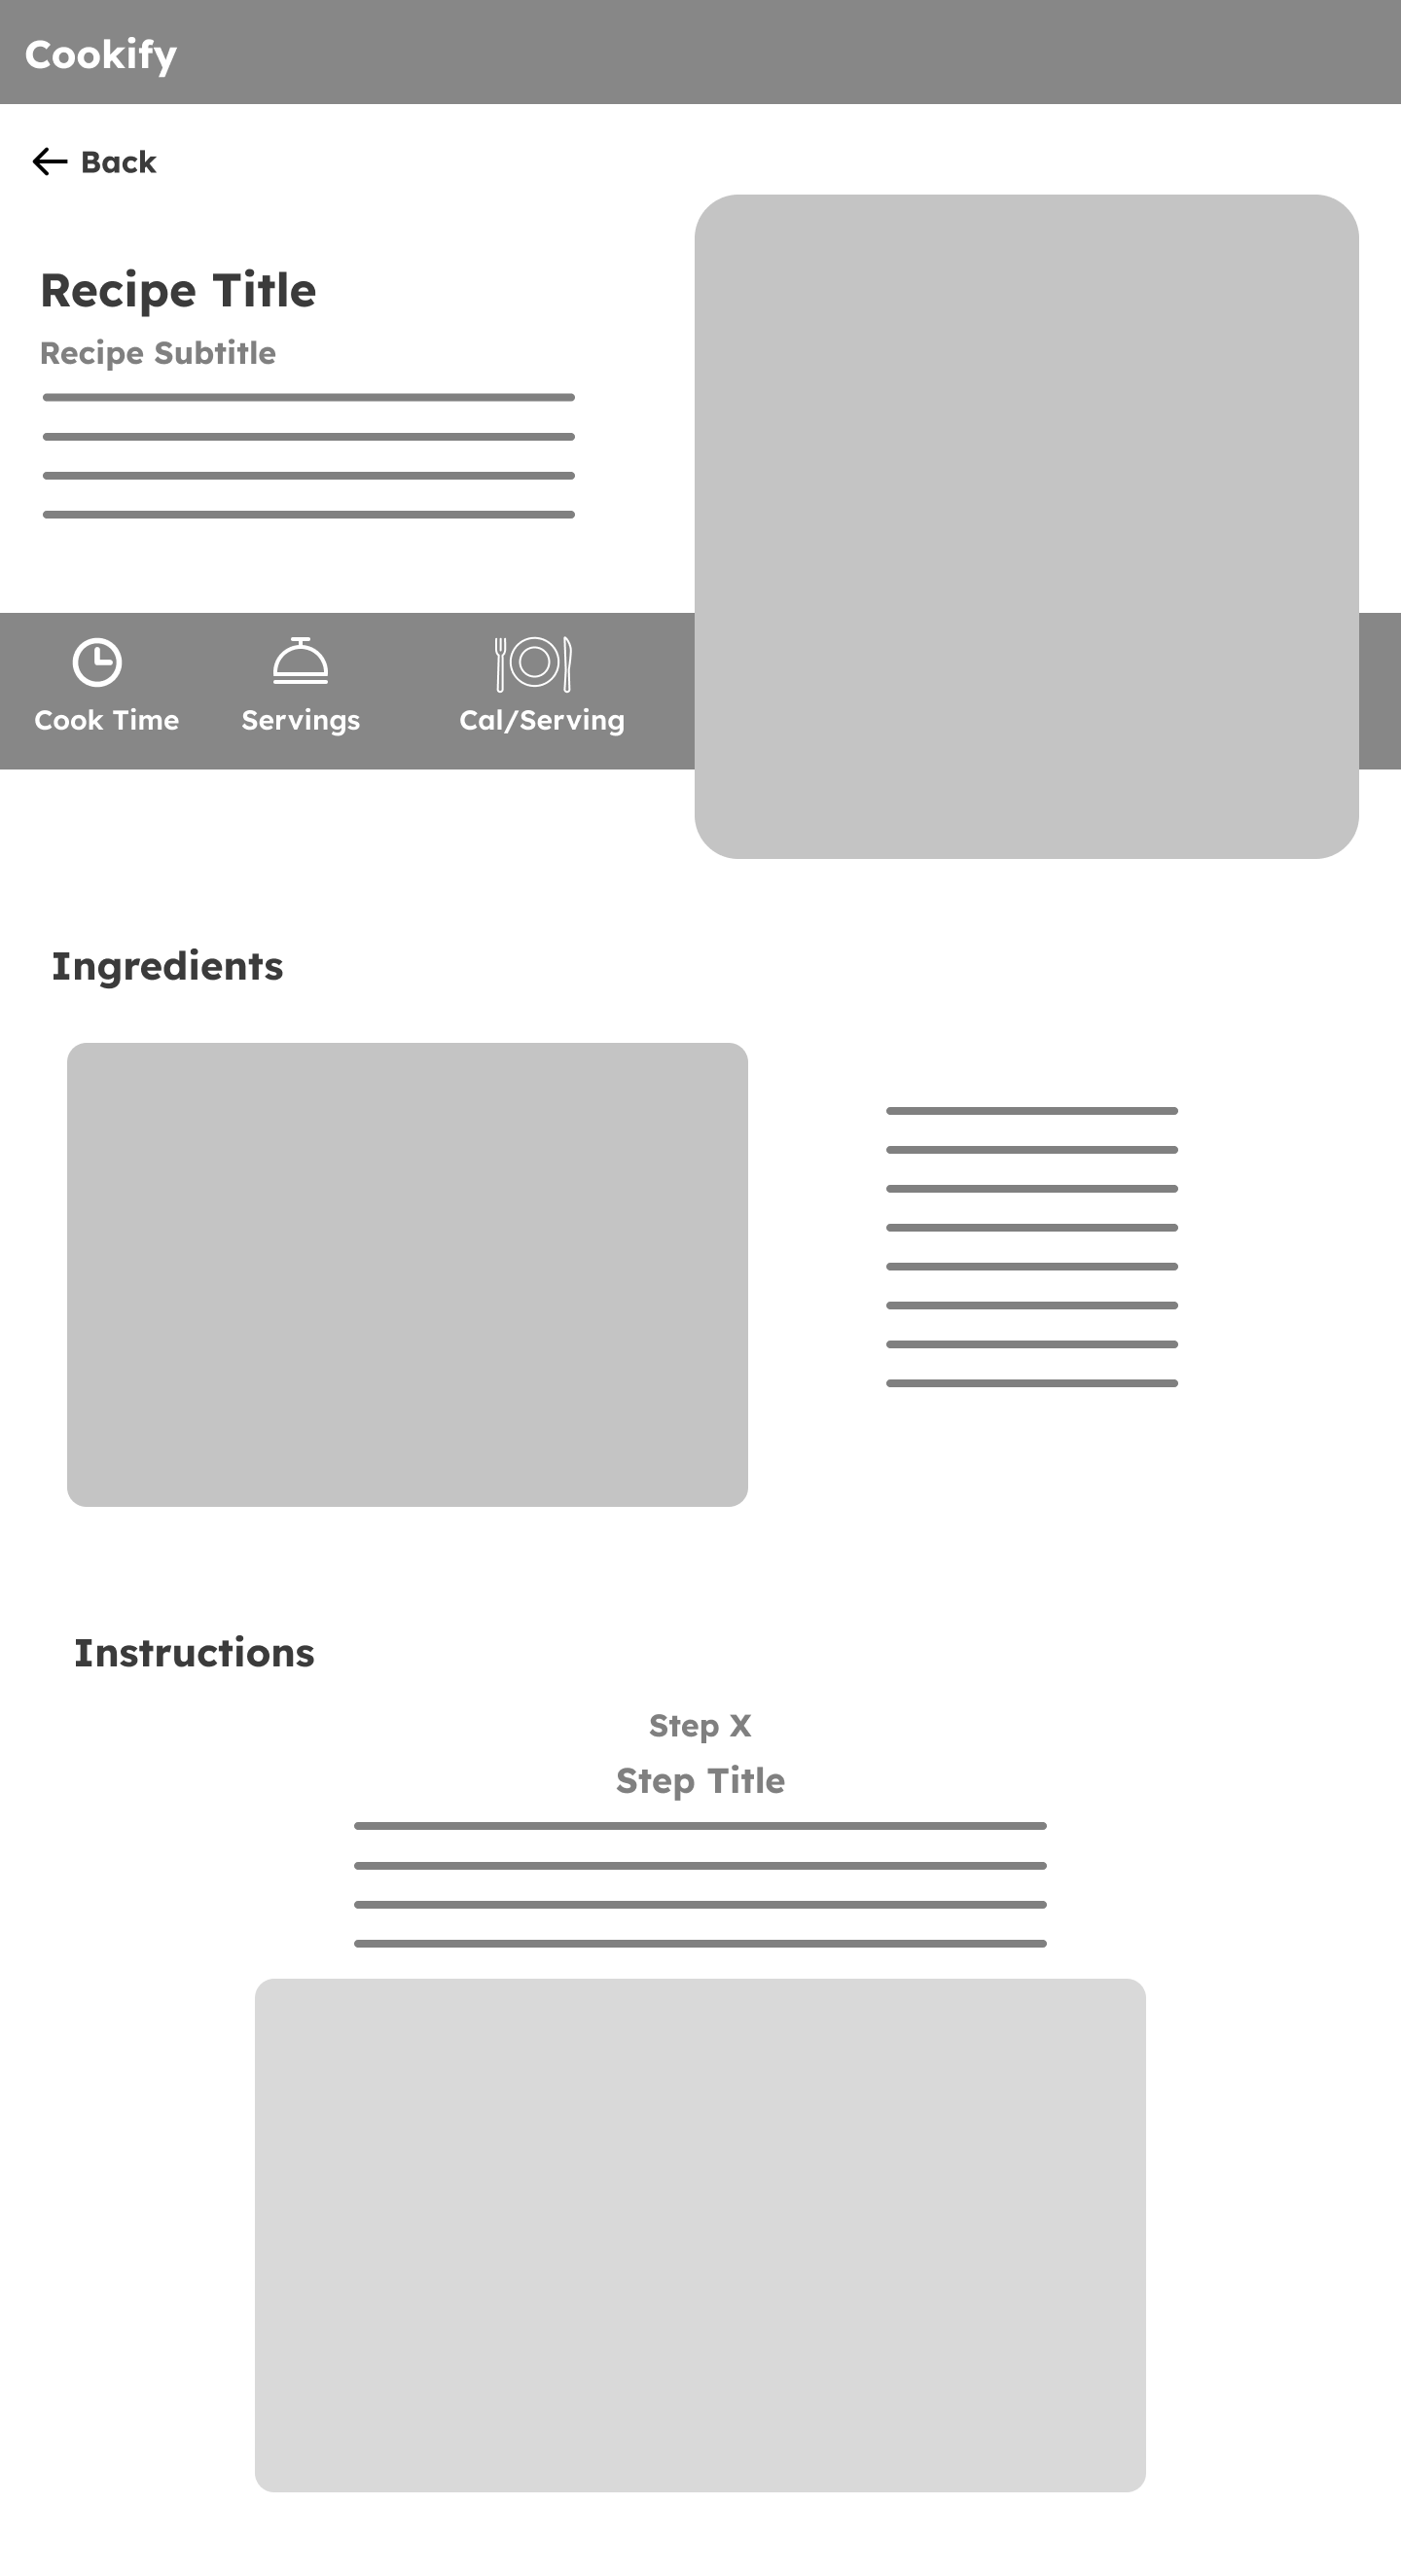 Cookify
Back
Recipe Title
Recipe Subtitle
Cook Time
Servings
Cal/Serving
Ingredients
Instructions
Step X
Step Title